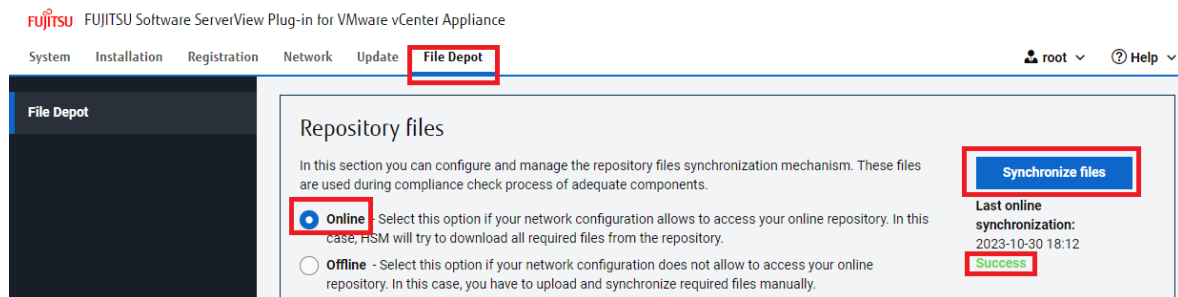 FUJITSU FUJITSU Software ServerView Plug-in for VMware vCenter Appliance
System Installation Registration Network Update File Depot root Help
File Depot
Repository files
In this section you can configure and manage the repository files synchronization mechanism. These files
are used during compliance check process of adequate components.
Synchronize files
Online - Select this option if your network configuration allows to access your online repository. In this
case, HSM will try to download all required files from the repository.
Offline - Select this option if your network configuration does not allow to access your online
repository. In this case, you have to upload and synchronize required files manually.
Last online
synchronization:
2023-10-30 18:12
Success